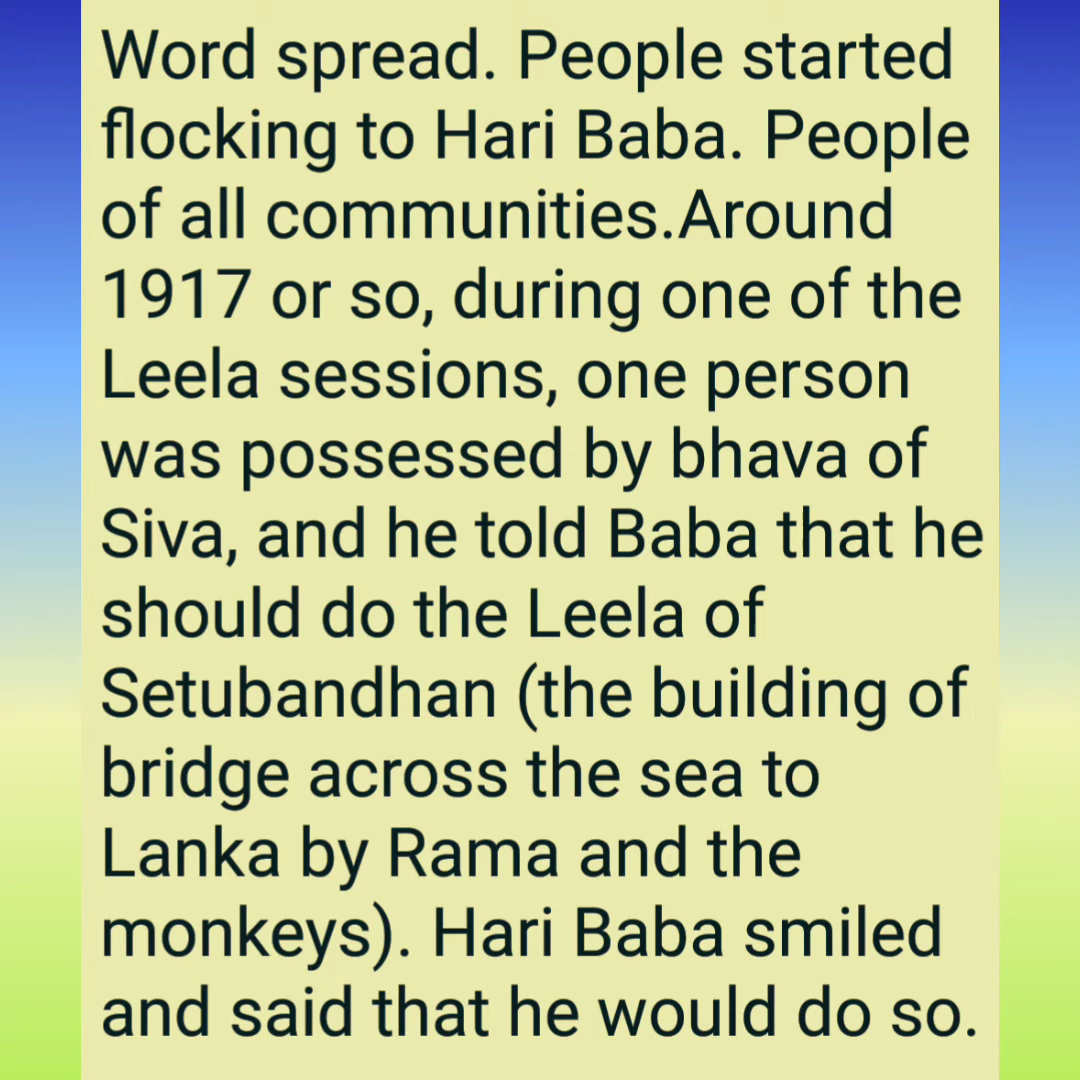 Word spread. People started
flocking to Hari Baba. People
of all communities.Around
1917 or so, during one of the
Leela sessions, one person
was possessed by bhava of
Siva, and he told Baba that he
should do the Leela of
Setubandhan (the building of
bridge across the sea to
Lanka by Rama and the
monkeys). Hari Baba smiled
and said that he would do so.